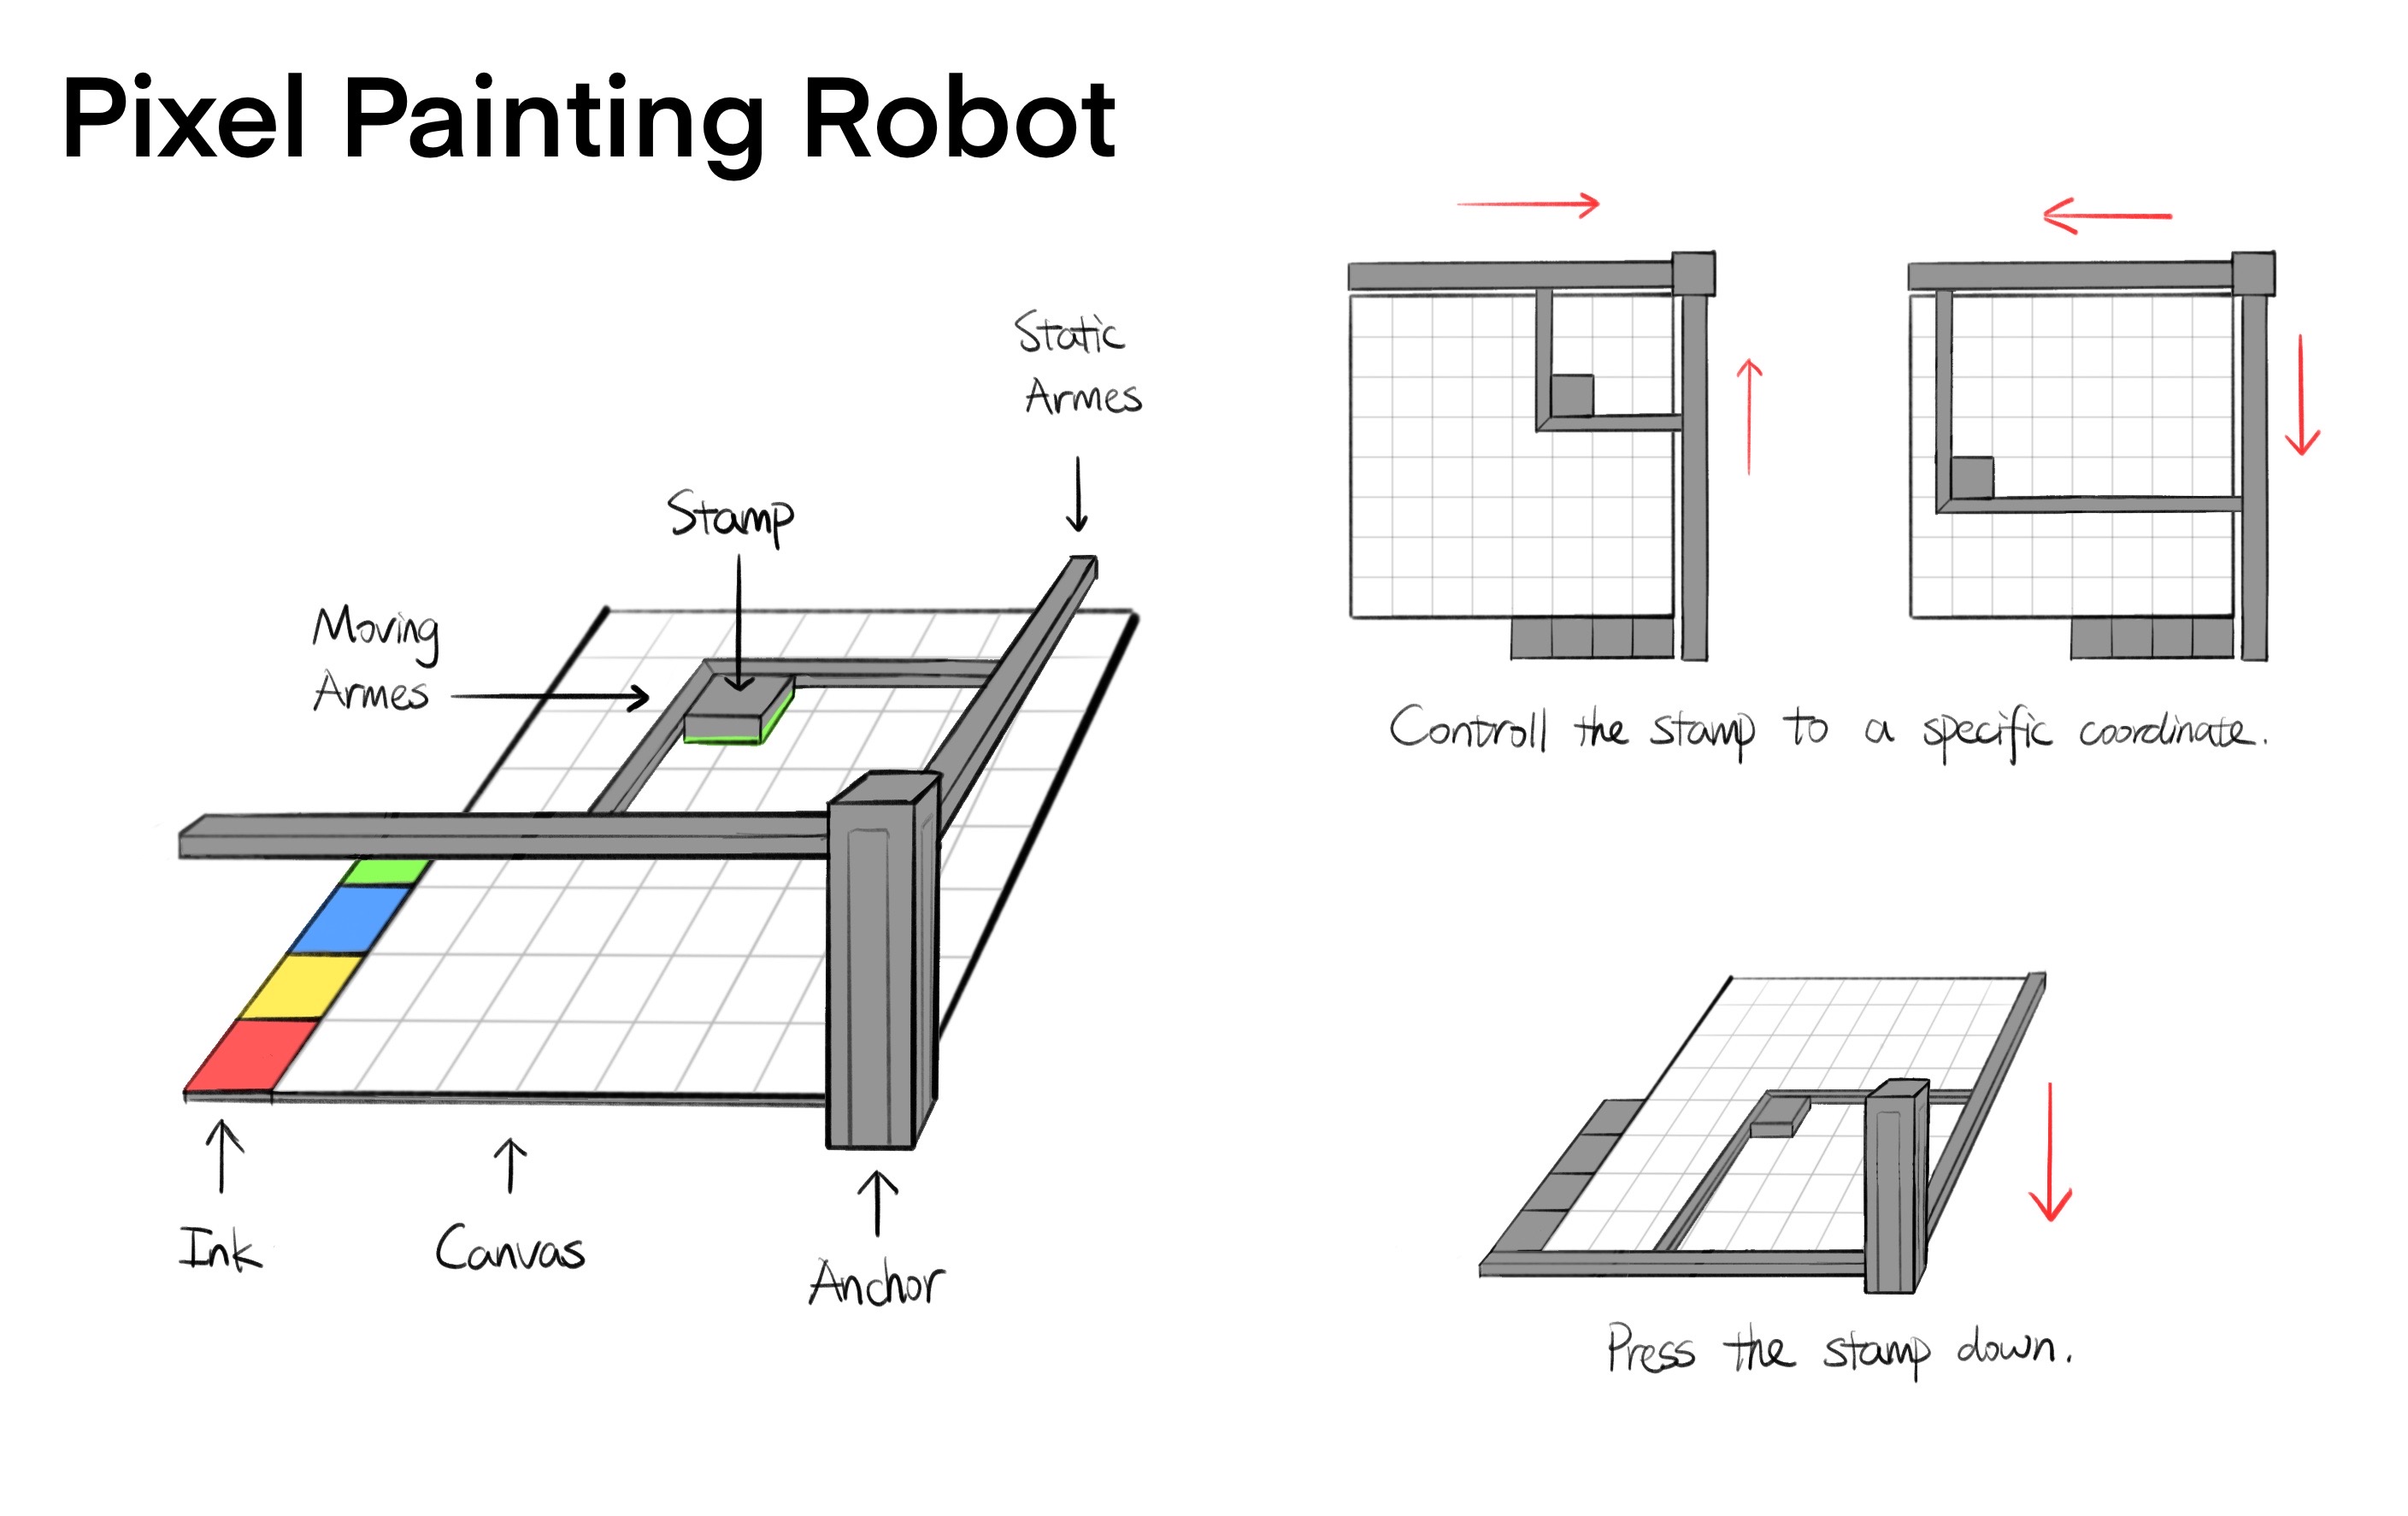 Pixel Painting Robot
Static
Armes
Stamp
Moving
Armes
Ink
Canvas
Anchor
Controll the stamp to a specific coordinate.
Press the stamp down.